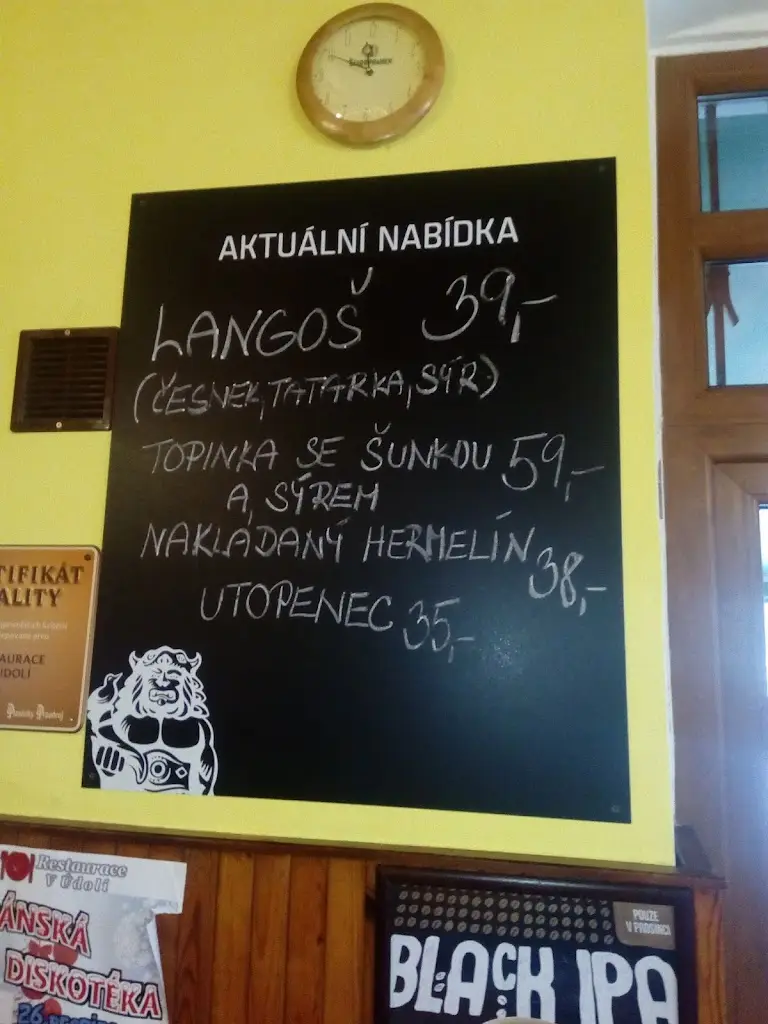 AKTUÁLNÍ NABÍDKA
LANGOŠ 39,-
(ČESNEK, TATARKA, SÝR)
TOPINKA SE ŠUNKOU 59,-
A, SÝREM
NAKLÁDANÝ HERMELÍN 38,-
UTOPENEC 35,-
TIFIKÁT
ALITY
AURACE
ÚDOLÍ
Restaurace
V Údolí
ÁNSKÁ
DISKOTÉKA
26.
POUZE
V PROSINCI
BLACK IPA